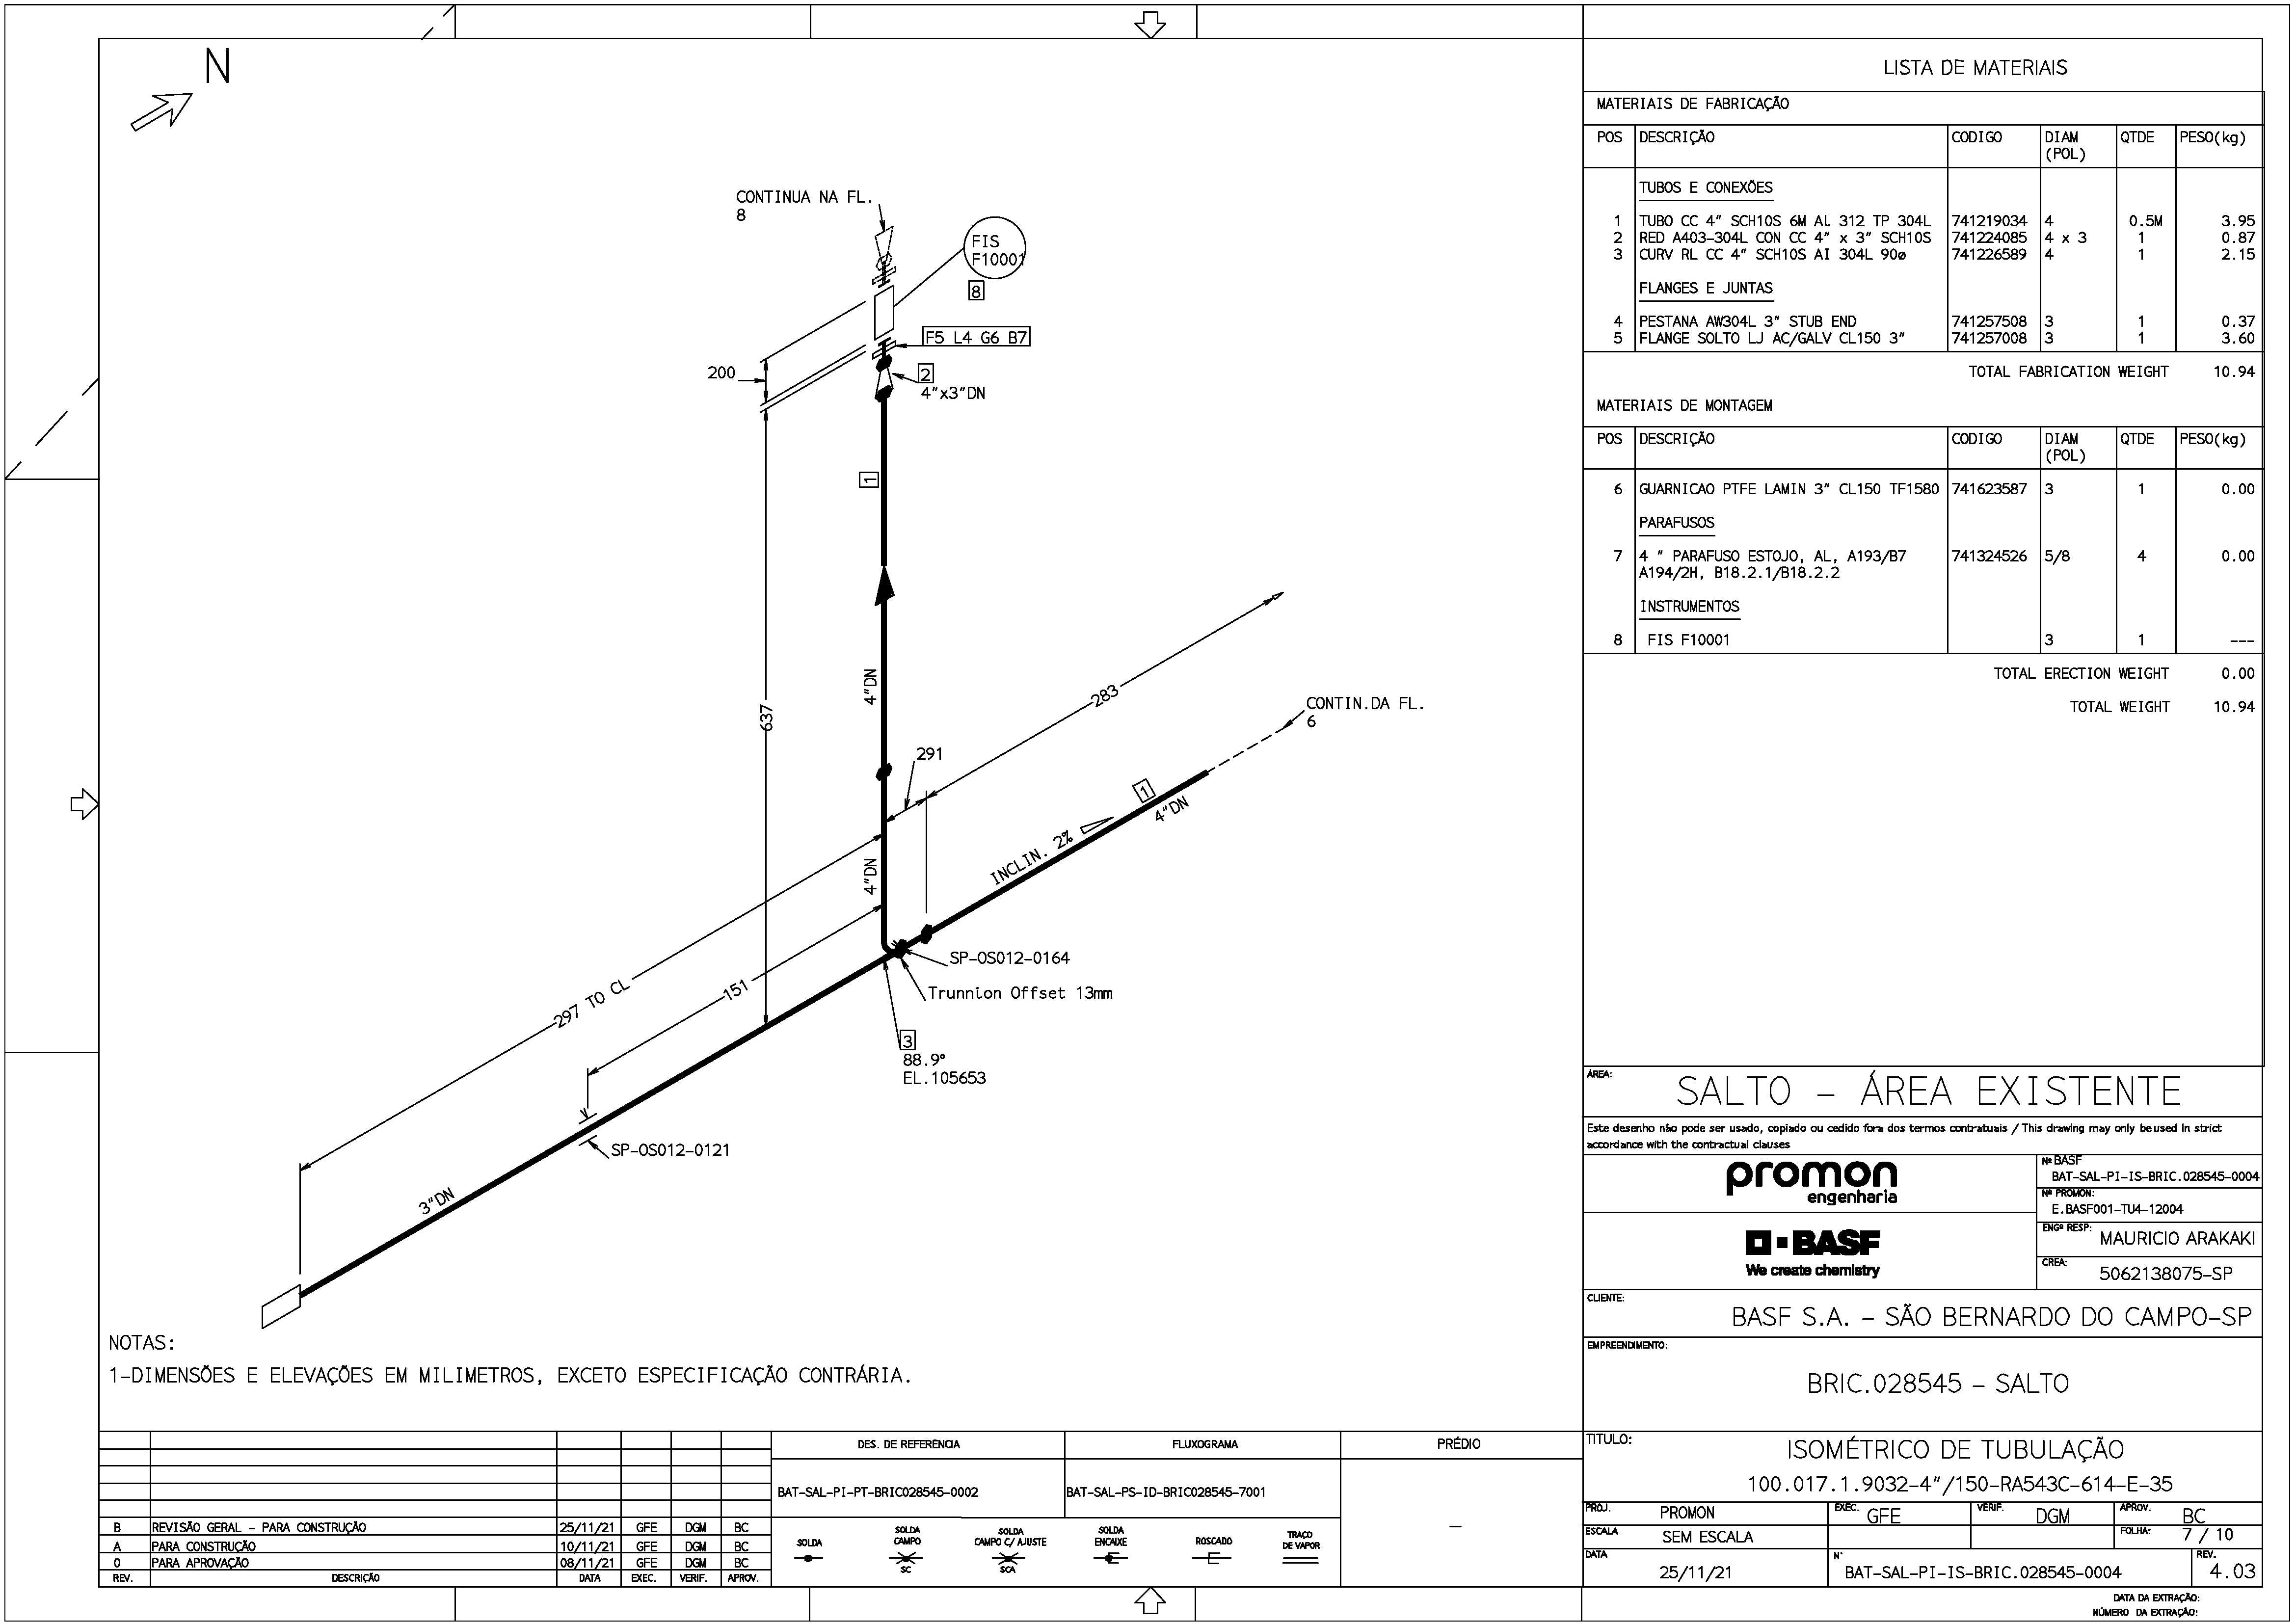 N
CONTINUA NA FL.
8
FIS
F10001
8
F5 L4 G6 B7
200
2
4"x3"DN
1
4"DN
637
283
CONTIN.DA FL.
6
291
1
4"DN
INCLIN. 2%
4"DN
SP-OS012-0164
297 TO CL
151
Trunnion Offset 13mm
3
88.9°
EL.105653
SP-OS012-0121
3"DN
NOTAS:
1-DIMENSÕES E ELEVAÇÕES EM MILIMETROS, EXCETO ESPECIFICAÇÃO CONTRÁRIA.
LISTA DE MATERIAIS
MATERIAIS DE FABRICAÇÃO
POS DESCRIÇÃO CODIGO DIAM (POL) QTDE PESO(kg)
TUBOS E CONEXÕES
1 TUBO CC 4" SCH10S 6M Al 312 TP 304L 741219034 4 0.5M 3.95
2 RED A403-304L CON CC 4" x 3" SCH10S 741224085 4 x 3 1 0.87
3 CURV RL CC 4" SCH10S AI 304L 90ø 741226589 4 1 2.15
FLANGES E JUNTAS
4 PESTANA AW304L 3" STUB END 741257508 3 1 0.37
5 FLANGE SOLTO LJ AC/GALV CL150 3" 741257008 3 1 3.60
TOTAL FABRICATION WEIGHT 10.94
MATERIAIS DE MONTAGEM
POS DESCRIÇÃO CODIGO DIAM (POL) QTDE PESO(kg)
6 GUARNICAO PTFE LAMIN 3" CL150 TF1580 741623587 3 1 0.00
PARAFUSOS
7 4 " PARAFUSO ESTOJO, AL, A193/B7 741324526 5/8 4 0.00
A194/2H, B18.2.1/B18.2.2
INSTRUMENTOS
8 FIS F10001 3 1 ---
TOTAL ERECTION WEIGHT 0.00
TOTAL WEIGHT 10.94
ÁREA:
SALTO - ÁREA EXISTENTE
Este desenho não pode ser usado, copiado ou cedido fora dos termos contratuais / This drawing may only be used in strict
accordance with the contractual clauses
promon
engenharia
Nº BASF
BAT-SAL-PI-IS-BRIC.028545-0004
Nº PROMON:
E.BASF001-TU4-12004
BASF
We create chemistry
ENGº RESP:
MAURICIO ARAKAKI
CREA:
5062138075-SP
CLIENTE:
BASF S.A. - SÃO BERNARDO DO CAMPO-SP
EMPREENDIMENTO:
BRIC.028545 - SALTO
TITULO:
ISOMÉTRICO DE TUBULAÇÃO
100.017.1.9032-4"/150-RA543C-614-E-35
PROJ. PROMON EXEC. GFE VERIF. DGM APROV. BC
ESCALA SEM ESCALA FOLHA: 7 / 10
DATA 25/11/21 N° BAT-SAL-PI-IS-BRIC.028545-0004 REV. 4.03
DATA DA EXTRAÇÃO:
NÚMERO DA EXTRAÇÃO:
B REVISÃO GERAL - PARA CONSTRUÇÃO 25/11/21 GFE DGM BC
A PARA CONSTRUÇÃO 10/11/21 GFE DGM BC
0 PARA APROVAÇÃO 08/11/21 GFE DGM BC
REV. DESCRIÇÃO DATA EXEC. VERIF. APROV.
DES. DE REFERÊNCIA FLUXOGRAMA PRÉDIO
BAT-SAL-PI-PT-BRIC028545-0002 BAT-SAL-PS-ID-BRIC028545-7001 -
SOLDA
SOLDA CAMPO
SC
SOLDA CAMPO C/ AJUSTE
SCA
SOLDA ENCAIXE
ROSCADO
TRAÇO DE VAPOR